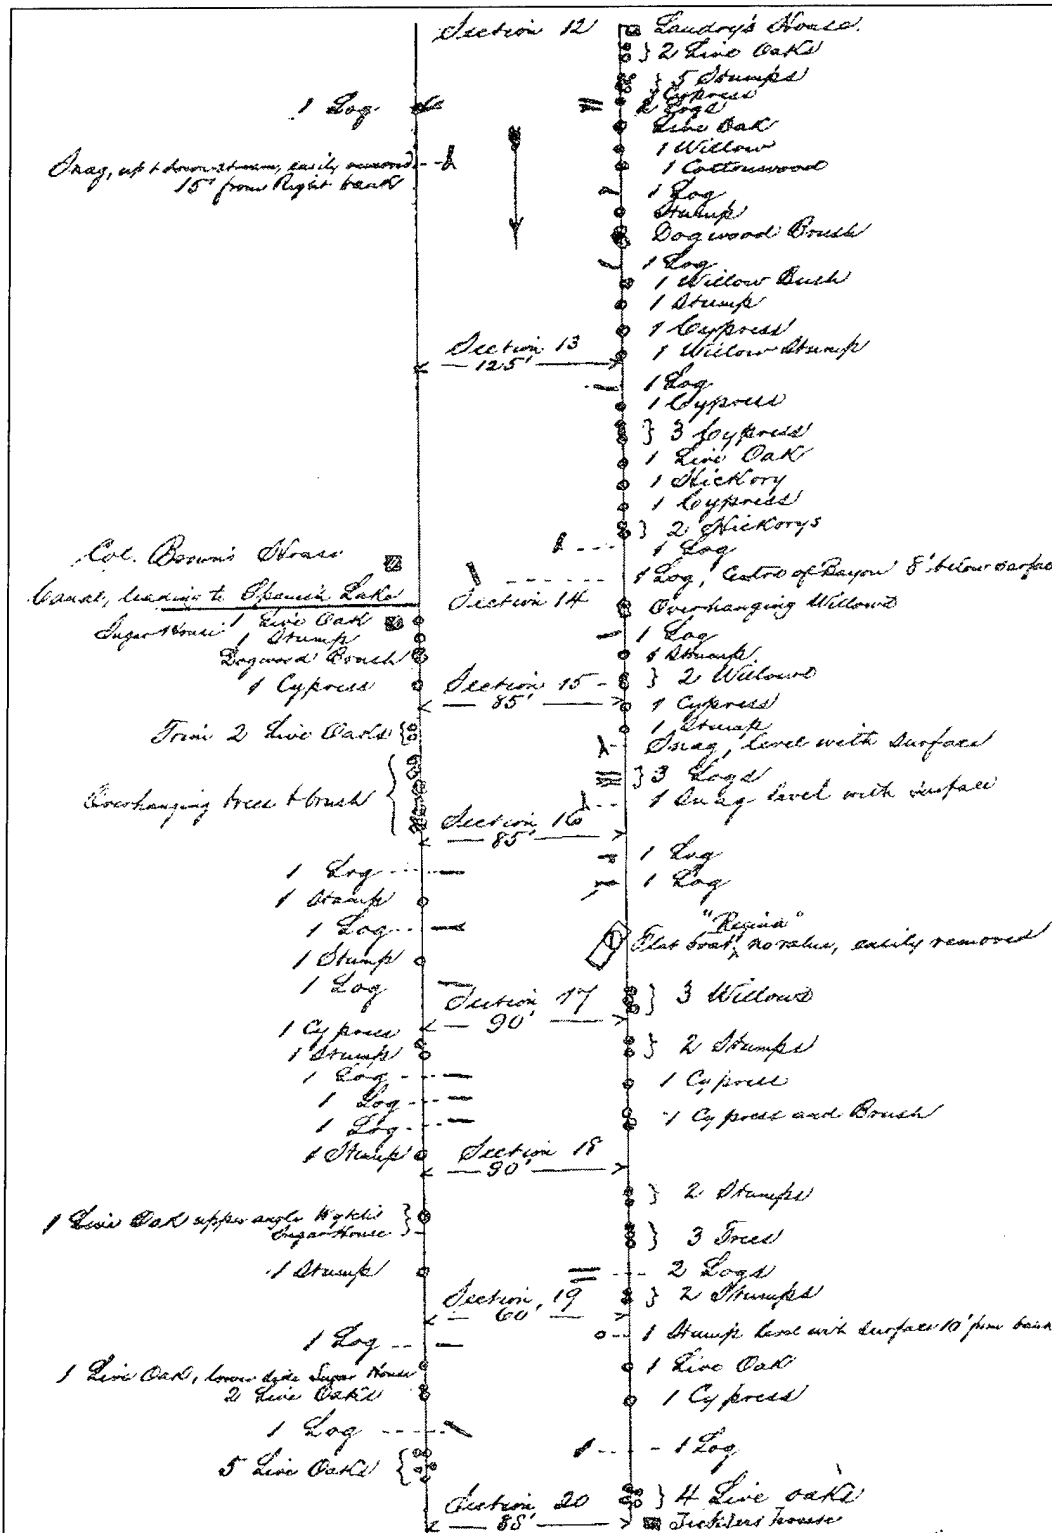 Section 12
Landry's House.
2 Live Oaks
5 Stumps
1 Cypress
2 Logs
1 Log
Live Oak
1 Willow
Snag, up & down stream, easily removed
15' from Right bank
1 Cottonwood
1 Log
Stump
Dogwood Brush
1 Log
1 Willow Bush
1 Stump
1 Cypress
Section 13
125'
1 Willow Stump
1 Log
1 Cypress
3 Cypress
1 Live Oak
1 Hickory
1 Cypress
2 Hickorys
1 Log
Col. Brown's House
1 Log, Centre of Bayou 8' below surface
Canal, leading to Spanish Lake
Section 14
Overhanging Willows
Sugar House
1 Live Oak
1 Stump
1 Log
Dogwood Brush
1 Stump
1 Cypress
Section 15
85'
2 Willows
1 Cypress
Trim 2 Live Oaks
1 Stump
Snag, level with surface
3 Logs
Overhanging trees & brush
1 Snag level with surface
Section 16
85'
1 Log
1 Log
1 Log
1 Stump
1 Log
"Regina"
Flat boat, no value, easily removed
1 Stump
1 Log
Section 17
90'
3 Willows
1 Cypress
1 Stump
2 Stumps
1 Log
1 Cypress
1 Log
1 Log
1 Cypress and Brush
1 Stump
Section 18
90'
2 Stumps
1 Live Oak upper angle
Sugar House
3 Trees
1 Stump
2 Logs
Section 19
60'
2 Stumps
1 Log
1 Stump level with surface 10' from bank
1 Live Oak, lower side Sugar House
1 Live Oak
2 Live Oaks
1 Cypress
1 Log
1 Log
5 Live Oaks
Section 20
85'
4 Live oaks
house